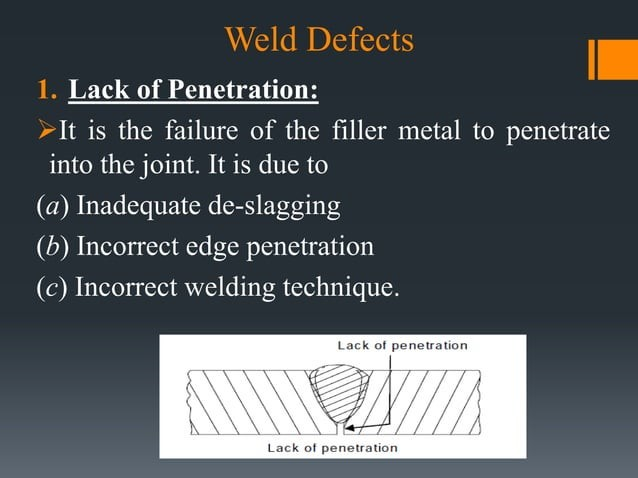 Weld Defects
1. Lack of Penetration:
➢It is the failure of the filler metal to penetrate
into the joint. It is due to
(a) Inadequate de-slagging
(b) Incorrect edge penetration
(c) Incorrect welding technique.
Lack of penetration
Lack of penetration